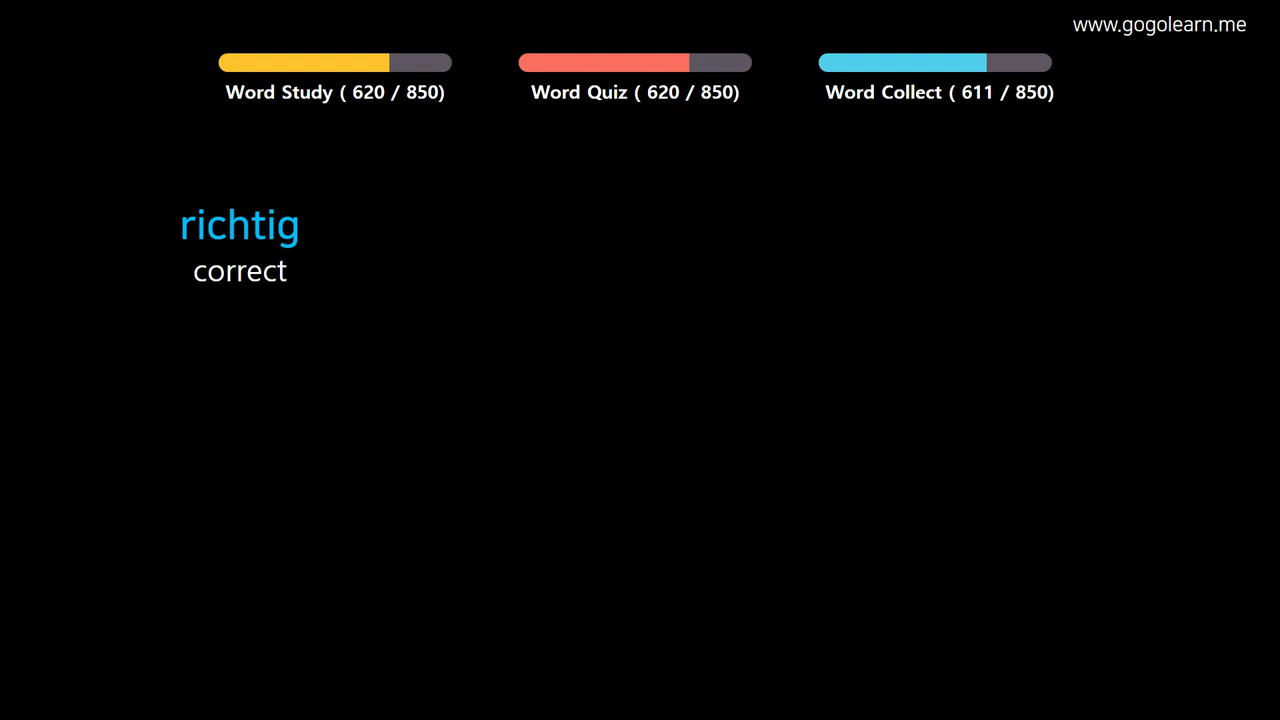 www.gogolearn.me
Word Study ( 620 / 850)
Word Quiz ( 620 / 850)
Word Collect ( 611 / 850)
richtig
correct